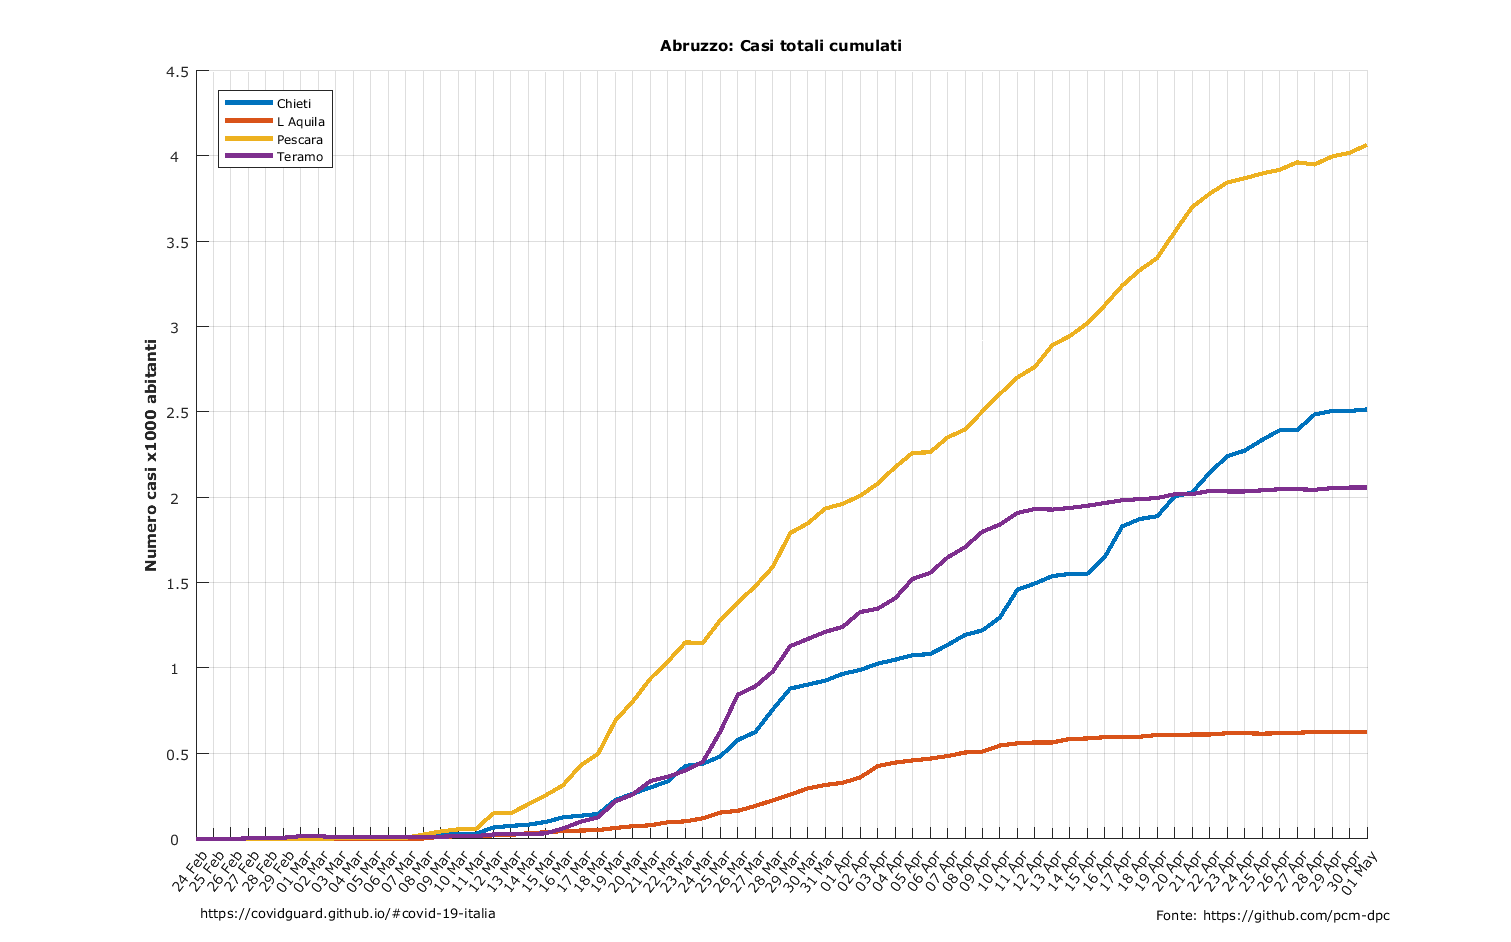 Abruzzo: Casi totali cumulati
4.5
4
3.5
3
2.5
2
1.5
1
0.5
0
Numero casi x1000 abitanti
Chieti
L Aquila
Pescara
Teramo
24 Feb
25 Feb
26 Feb
27 Feb
28 Feb
29 Feb
01 Mar
02 Mar
03 Mar
04 Mar
05 Mar
06 Mar
07 Mar
08 Mar
09 Mar
10 Mar
11 Mar
12 Mar
13 Mar
14 Mar
15 Mar
16 Mar
17 Mar
18 Mar
19 Mar
20 Mar
21 Mar
22 Mar
23 Mar
24 Mar
25 Mar
26 Mar
27 Mar
28 Mar
29 Mar
30 Mar
31 Mar
01 Apr
02 Apr
03 Apr
04 Apr
05 Apr
06 Apr
07 Apr
08 Apr
09 Apr
10 Apr
11 Apr
12 Apr
13 Apr
14 Apr
15 Apr
16 Apr
17 Apr
18 Apr
19 Apr
20 Apr
21 Apr
22 Apr
23 Apr
24 Apr
25 Apr
26 Apr
27 Apr
28 Apr
29 Apr
30 Apr
01 May
https://covidguard.github.io/#covid-19-italia
Fonte: https://github.com/pcm-dpc